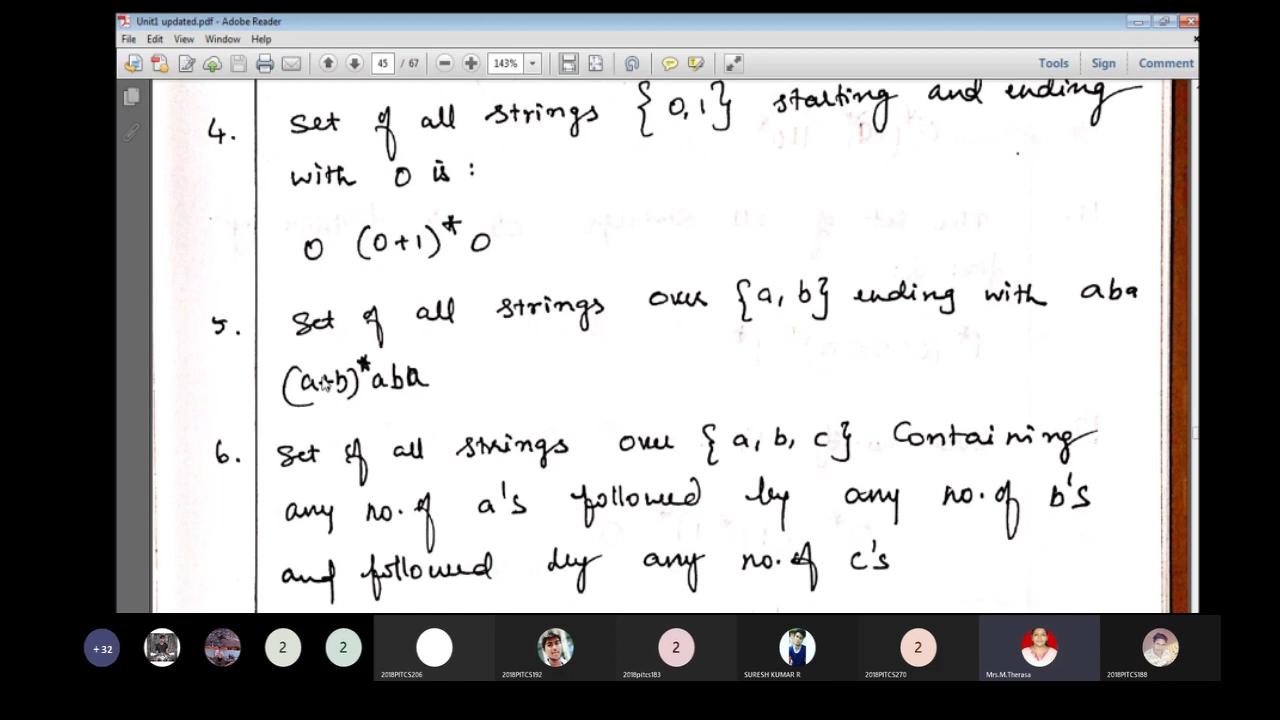 Unit1 updated.pdf - Adobe Reader
File Edit View Window Help
45 / 67 143% Tools Sign Comment
4. Set of all strings {0,1} starting and ending
with 0 is :
0 (0+1)* 0
5. Set of all strings over {a, b} ending with aba
(a+b)* aba
6. Set of all strings over {a, b, c} Containing
any no. of a's followed by any no. of b's
and followed by any no. of c's
+32 2 2 2 2
2018PITCS206 2018PITCS192 2018pitcs183 SURESH KUMAR R 2018PITCS270 Mrs.M.Therasa 2018PITCS188